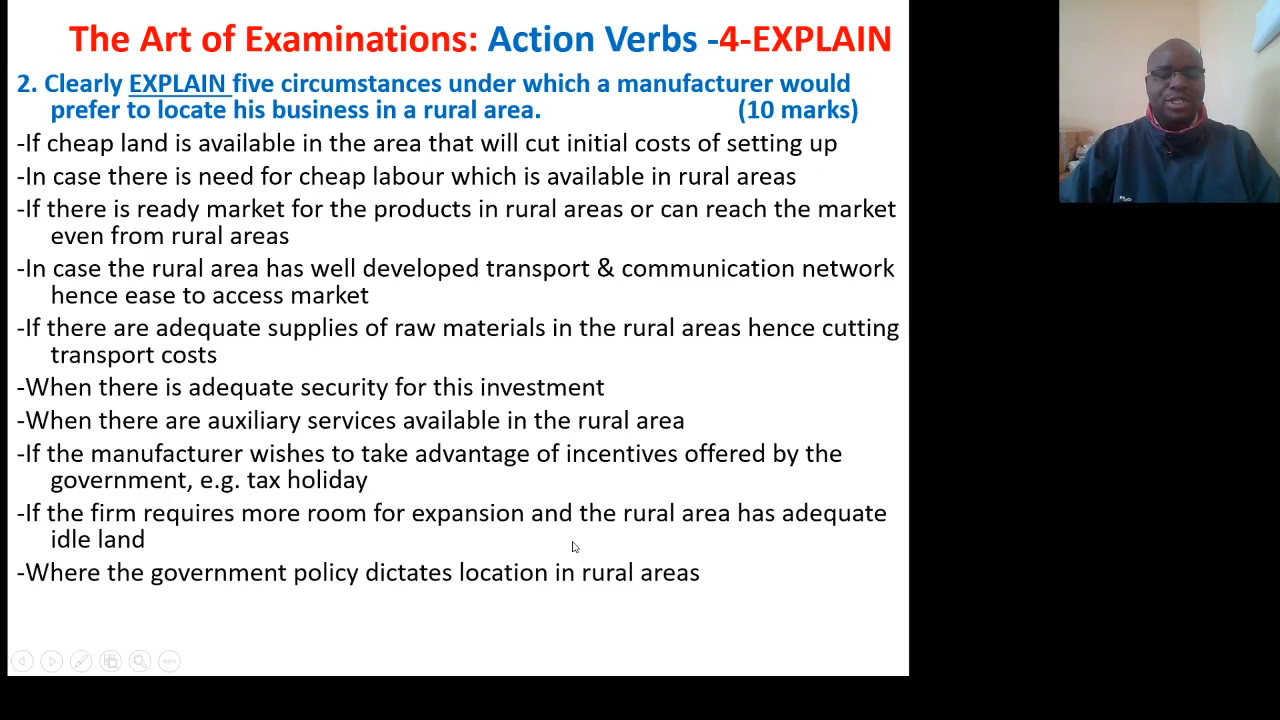 The Art of Examinations: Action Verbs -4-EXPLAIN
2. Clearly EXPLAIN five circumstances under which a manufacturer would
prefer to locate his business in a rural area. (10 marks)
-If cheap land is available in the area that will cut initial costs of setting up
-In case there is need for cheap labour which is available in rural areas
-If there is ready market for the products in rural areas or can reach the market
even from rural areas
-In case the rural area has well developed transport & communication network
hence ease to access market
-If there are adequate supplies of raw materials in the rural areas hence cutting
transport costs
-When there is adequate security for this investment
-When there are auxiliary services available in the rural area
-If the manufacturer wishes to take advantage of incentives offered by the
government, e.g. tax holiday
-If the firm requires more room for expansion and the rural area has adequate
idle land
-Where the government policy dictates location in rural areas